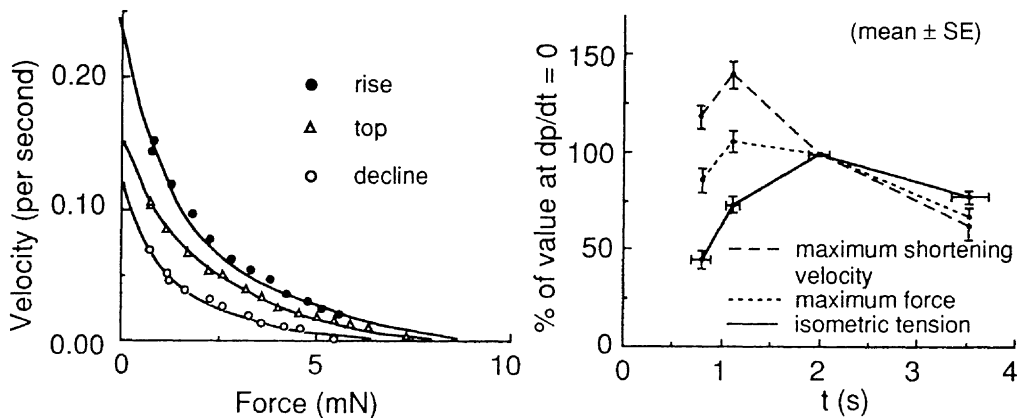 0.20
0.10
0.00
Velocity (per second)
0
5
10
Force (mN)
rise
top
decline
150
100
50
0
% of value at dp/dt = 0
(mean ± SE)
maximum shortening
velocity
maximum force
isometric tension
0
1
2
3
4
t (s)